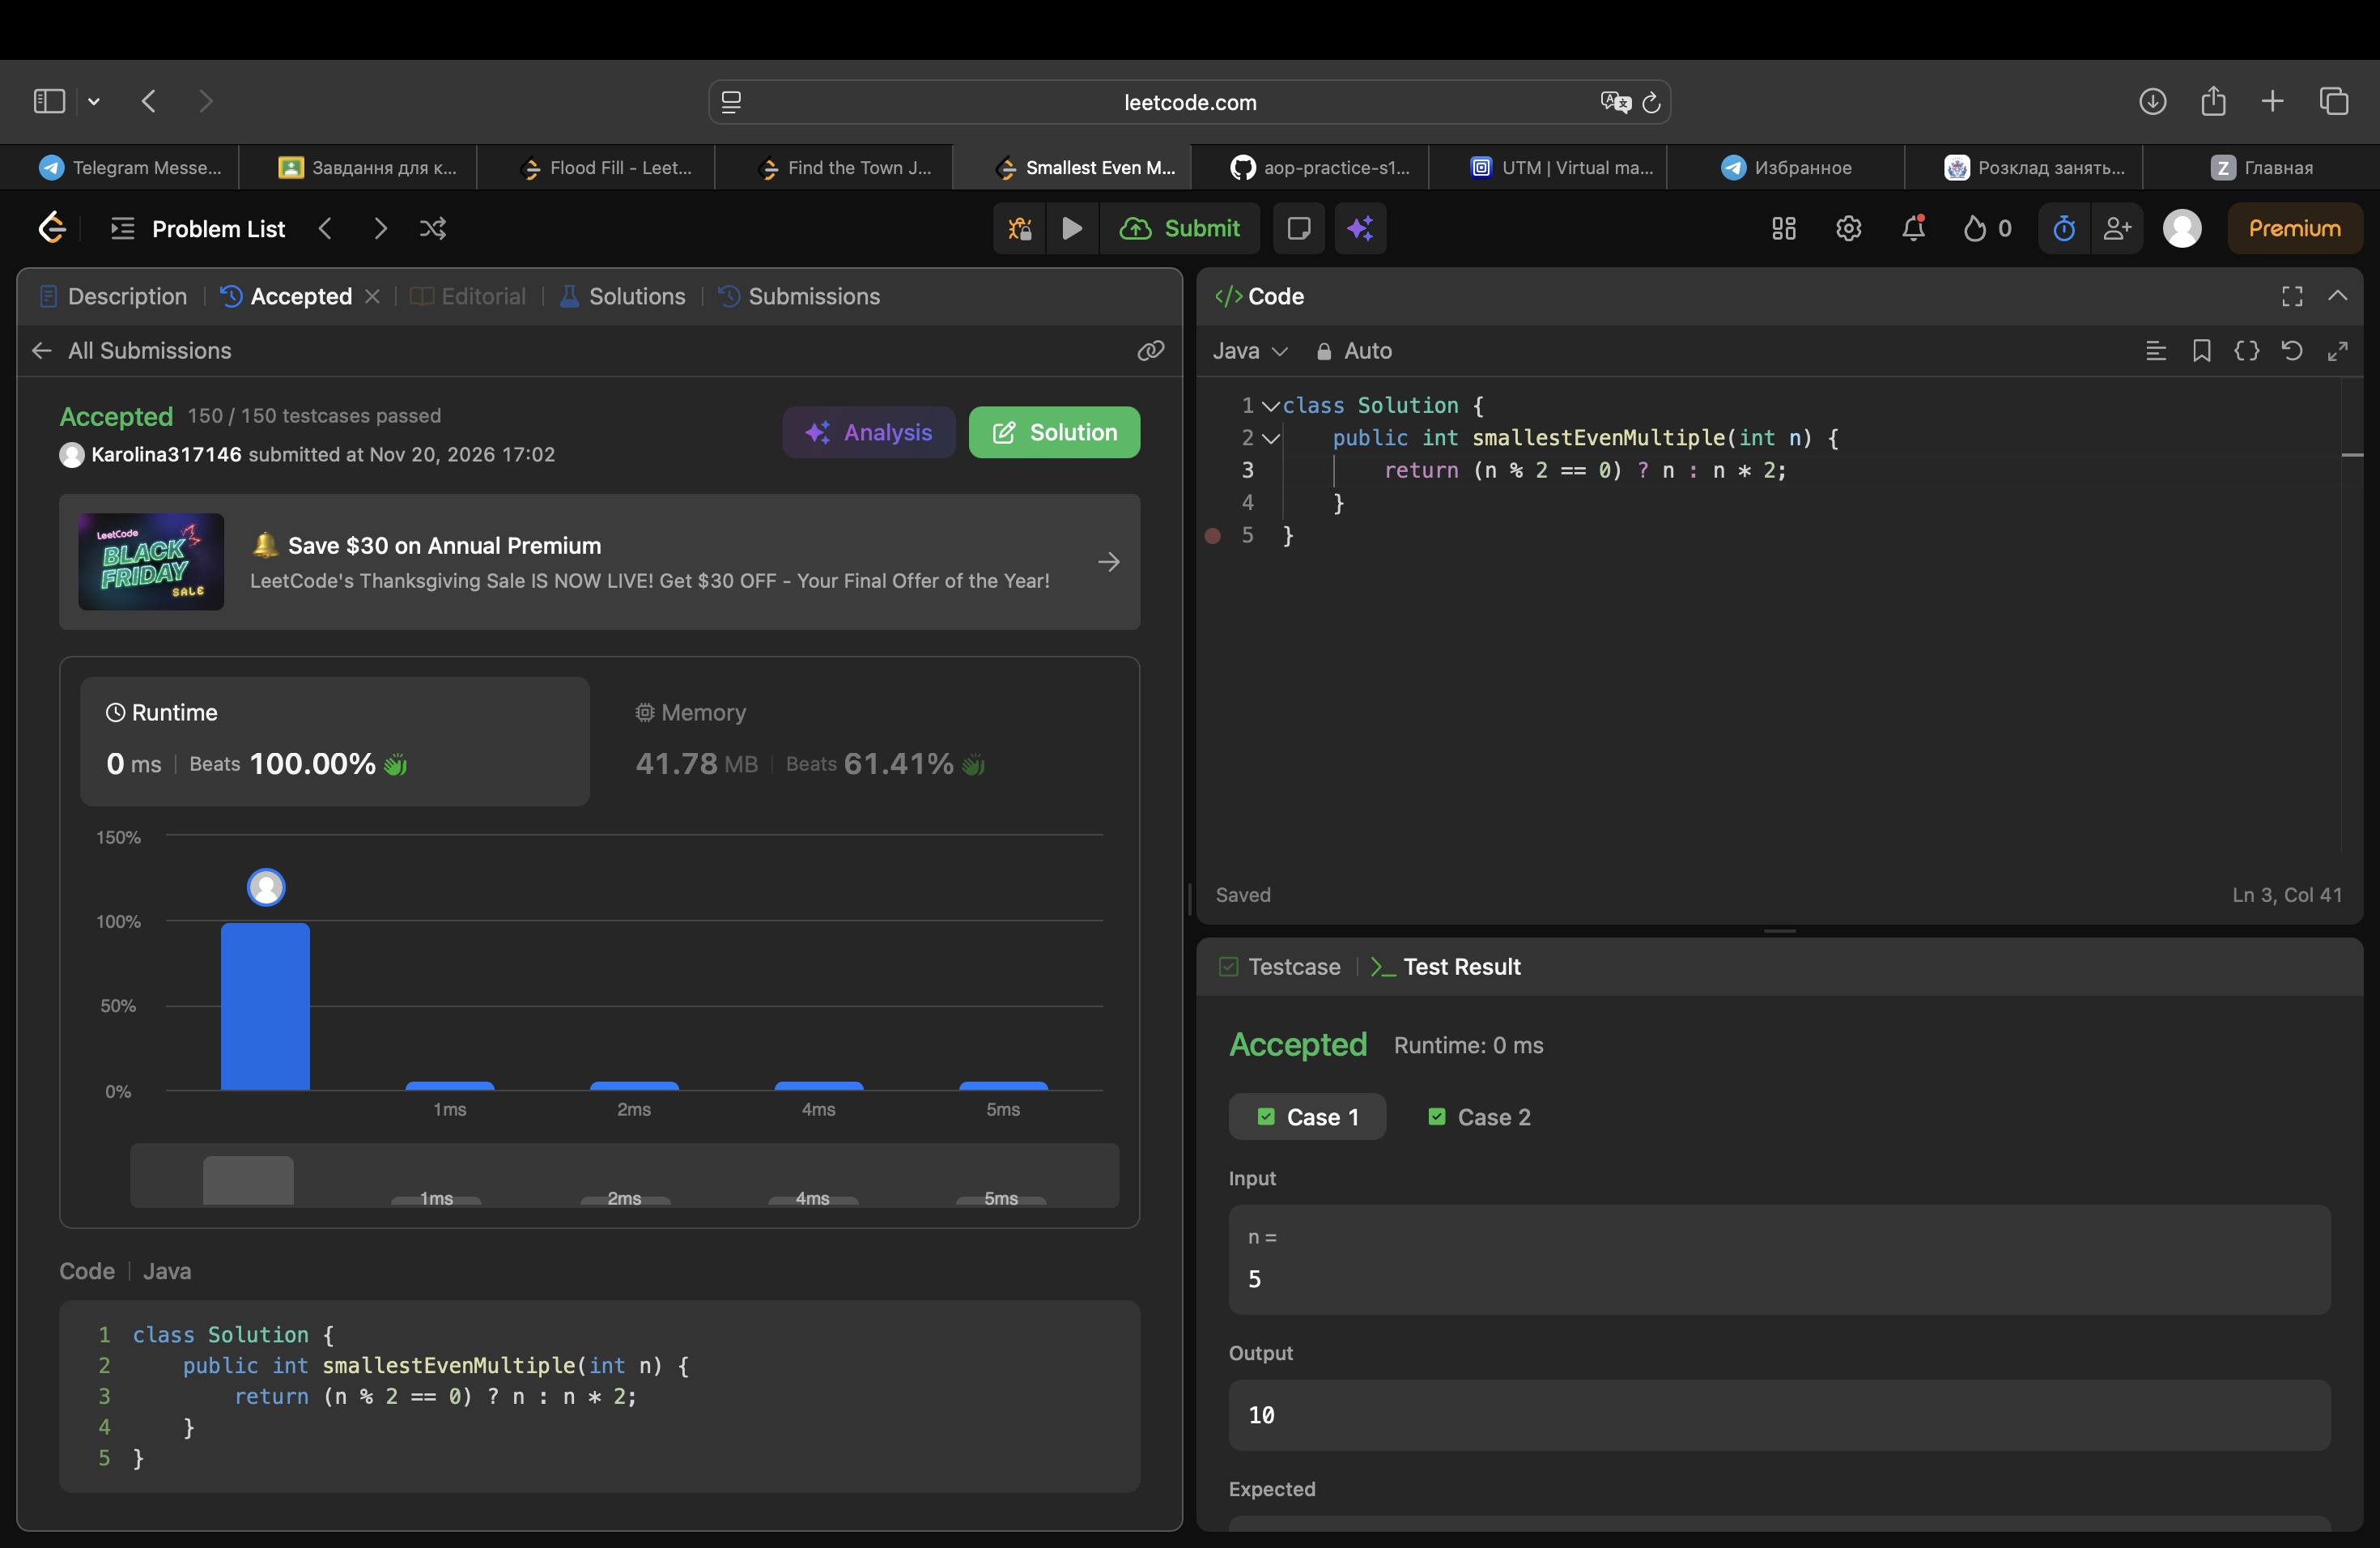 leetcode.com
Telegram Messe...
Завдання для к...
Flood Fill - Leet...
Find the Town J...
Smallest Even M...
aop-practice-s1...
UTM | Virtual ma...
Избранное
Розклад занять...
Z Главная
Problem List
Submit
0
Premium
Description
Accepted
Editorial
Solutions
Submissions
All Submissions
Accepted 150 / 150 testcases passed
Karolina317146 submitted at Nov 20, 2026 17:02
Analysis
Solution
LeetCode
BLACK
FRIDAY
SALE
Save $30 on Annual Premium
LeetCode's Thanksgiving Sale IS NOW LIVE! Get $30 OFF - Your Final Offer of the Year!
Runtime
0 ms | Beats 100.00%
Memory
41.78 MB | Beats 61.41%
150%
100%
50%
0%
1ms 2ms 4ms 5ms
1ms 2ms 4ms 5ms
Code | Java
1 class Solution {
2     public int smallestEvenMultiple(int n) {
3         return (n % 2 == 0) ? n : n * 2;
4     }
5 }
</> Code
Java
Auto
1 class Solution {
2     public int smallestEvenMultiple(int n) {
3         return (n % 2 == 0) ? n : n * 2;
4     }
5 }
Saved
Ln 3, Col 41
Testcase
Test Result
Accepted Runtime: 0 ms
Case 1
Case 2
Input
n =
5
Output
10
Expected